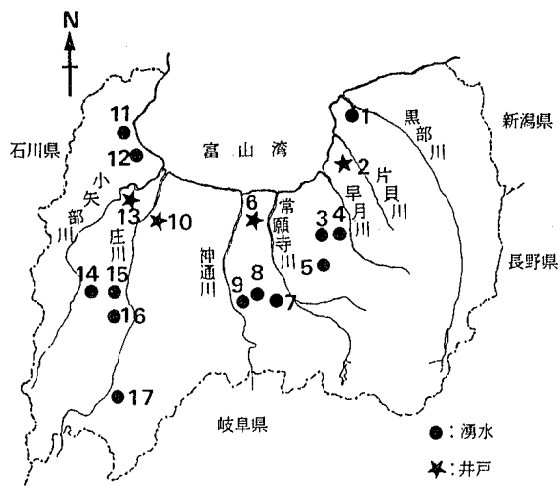 N
11
12
石川県
富山湾
1
黒部川
新潟県
2
片貝川
早月川
小矢部川
13
庄川
10
6
常願寺川
3
4
5
神通川
長野県
14
15
16
9
8
7
17
岐阜県
●：湧水
★：井戸